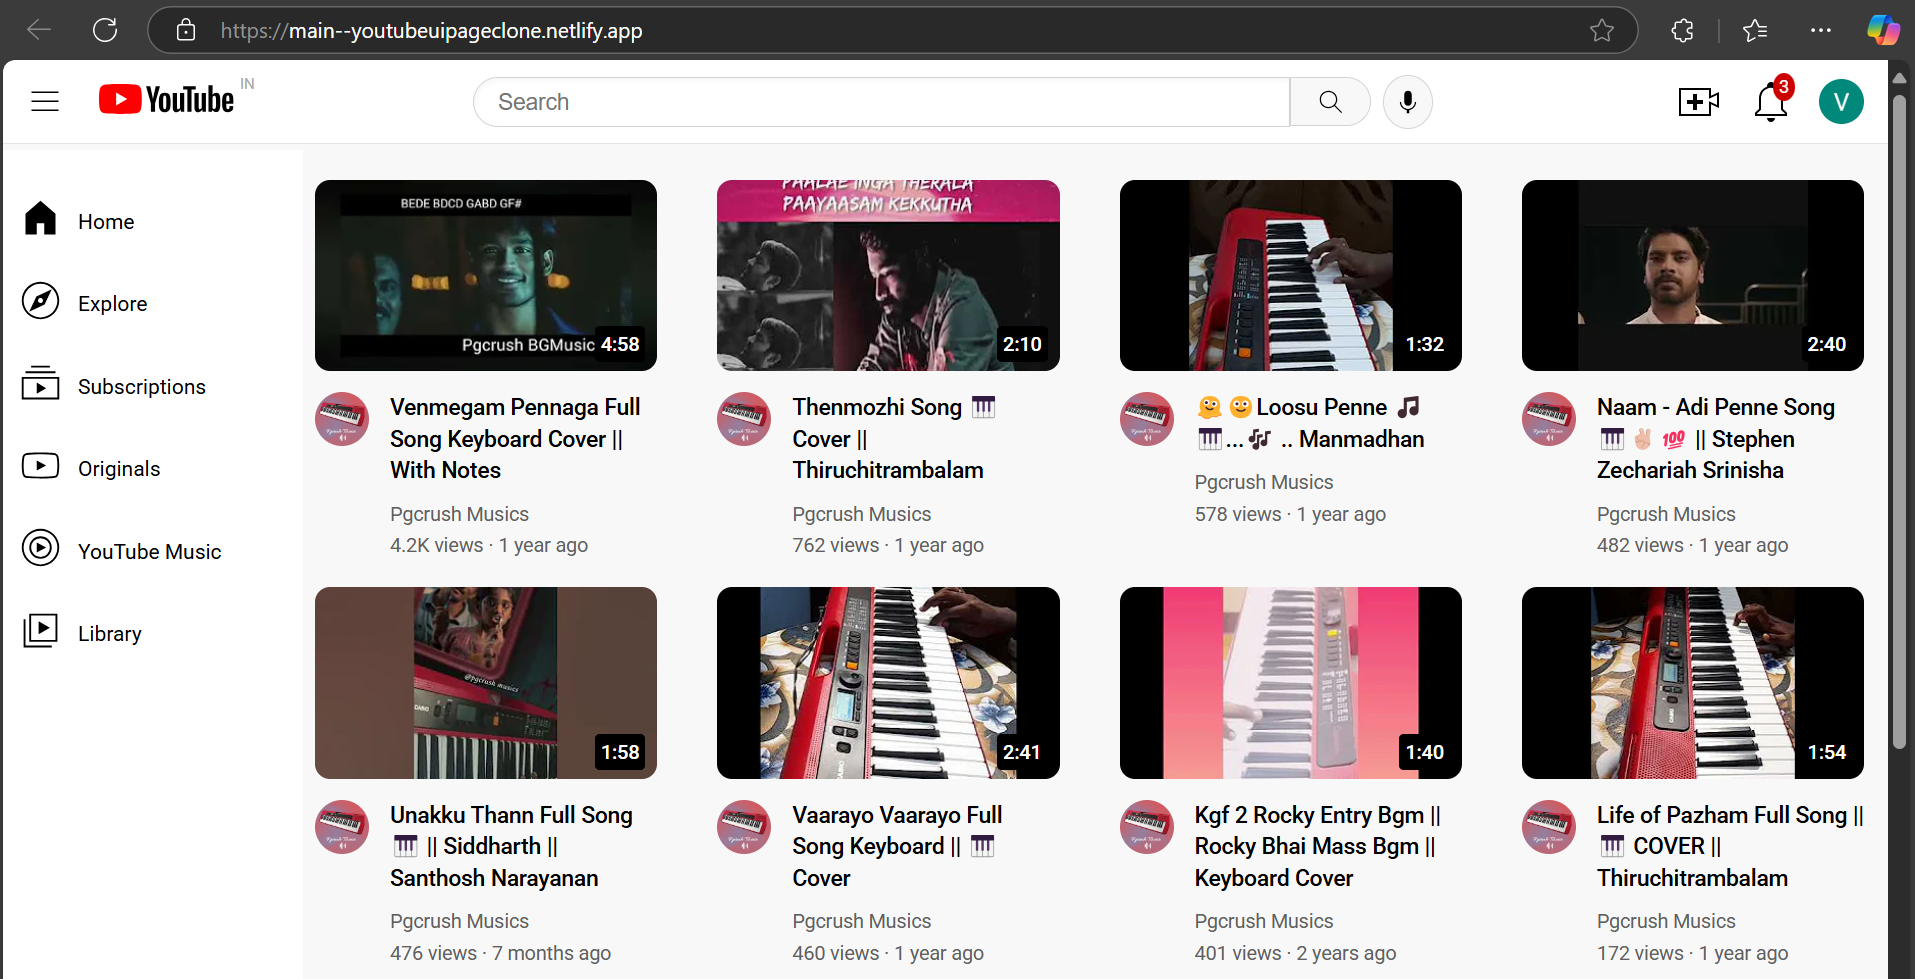 https://main--youtubeuipageclone.netlify.app
YouTube IN
Search
3
V
Home
Explore
Subscriptions
Originals
YouTube Music
Library
BEDE BDCD GABD GF#
Pgcrush BGMusic
4:58
Venmegam Pennaga Full
Song Keyboard Cover ||
With Notes
Pgcrush Musics
4.2K views · 1 year ago
PAALAE INGA THERALA
PAAYAASAM KEKKUTHA
2:10
Thenmozhi Song 🎹
Cover ||
Thiruchitrambalam
Pgcrush Musics
762 views · 1 year ago
1:32
🫠🙂Loosu Penne 🎵
🎹...🎶 .. Manmadhan
Pgcrush Musics
578 views · 1 year ago
2:40
Naam - Adi Penne Song
🎹✌🏻💯 || Stephen
Zechariah Srinisha
Pgcrush Musics
482 views · 1 year ago
@pgcrush musics
CASIO
1:58
Unakku Thann Full Song
🎹 || Siddharth ||
Santhosh Narayanan
Pgcrush Musics
476 views · 7 months ago
CASIO
2:41
Vaarayo Vaarayo Full
Song Keyboard || 🎹
Cover
Pgcrush Musics
460 views · 1 year ago
1:40
Kgf 2 Rocky Entry Bgm ||
Rocky Bhai Mass Bgm ||
Keyboard Cover
Pgcrush Musics
401 views · 2 years ago
CASIO
1:54
Life of Pazham Full Song ||
🎹 COVER ||
Thiruchitrambalam
Pgcrush Musics
172 views · 1 year ago